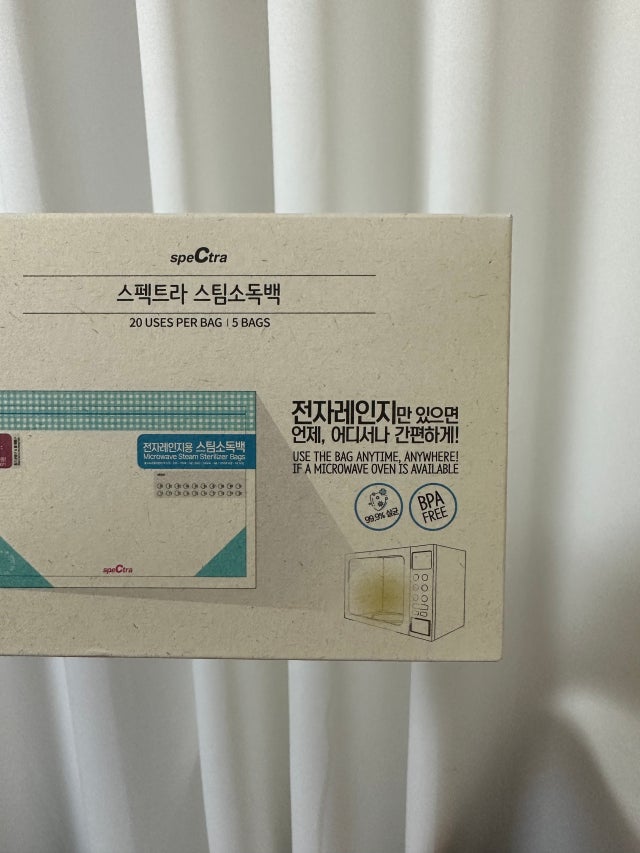 speCtra
스펙트라 스팀소독백
20 USES PER BAG | 5 BAGS
전자레인지만 있으면
언제, 어디서나 간편하게!
USE THE BAG ANYTIME, ANYWHERE!
IF A MICROWAVE OVEN IS AVAILABLE
99.9% 살균
BPA
FREE
전자레인지용 스팀소독백
Microwave Steam Sterilizer Bags
speCtra